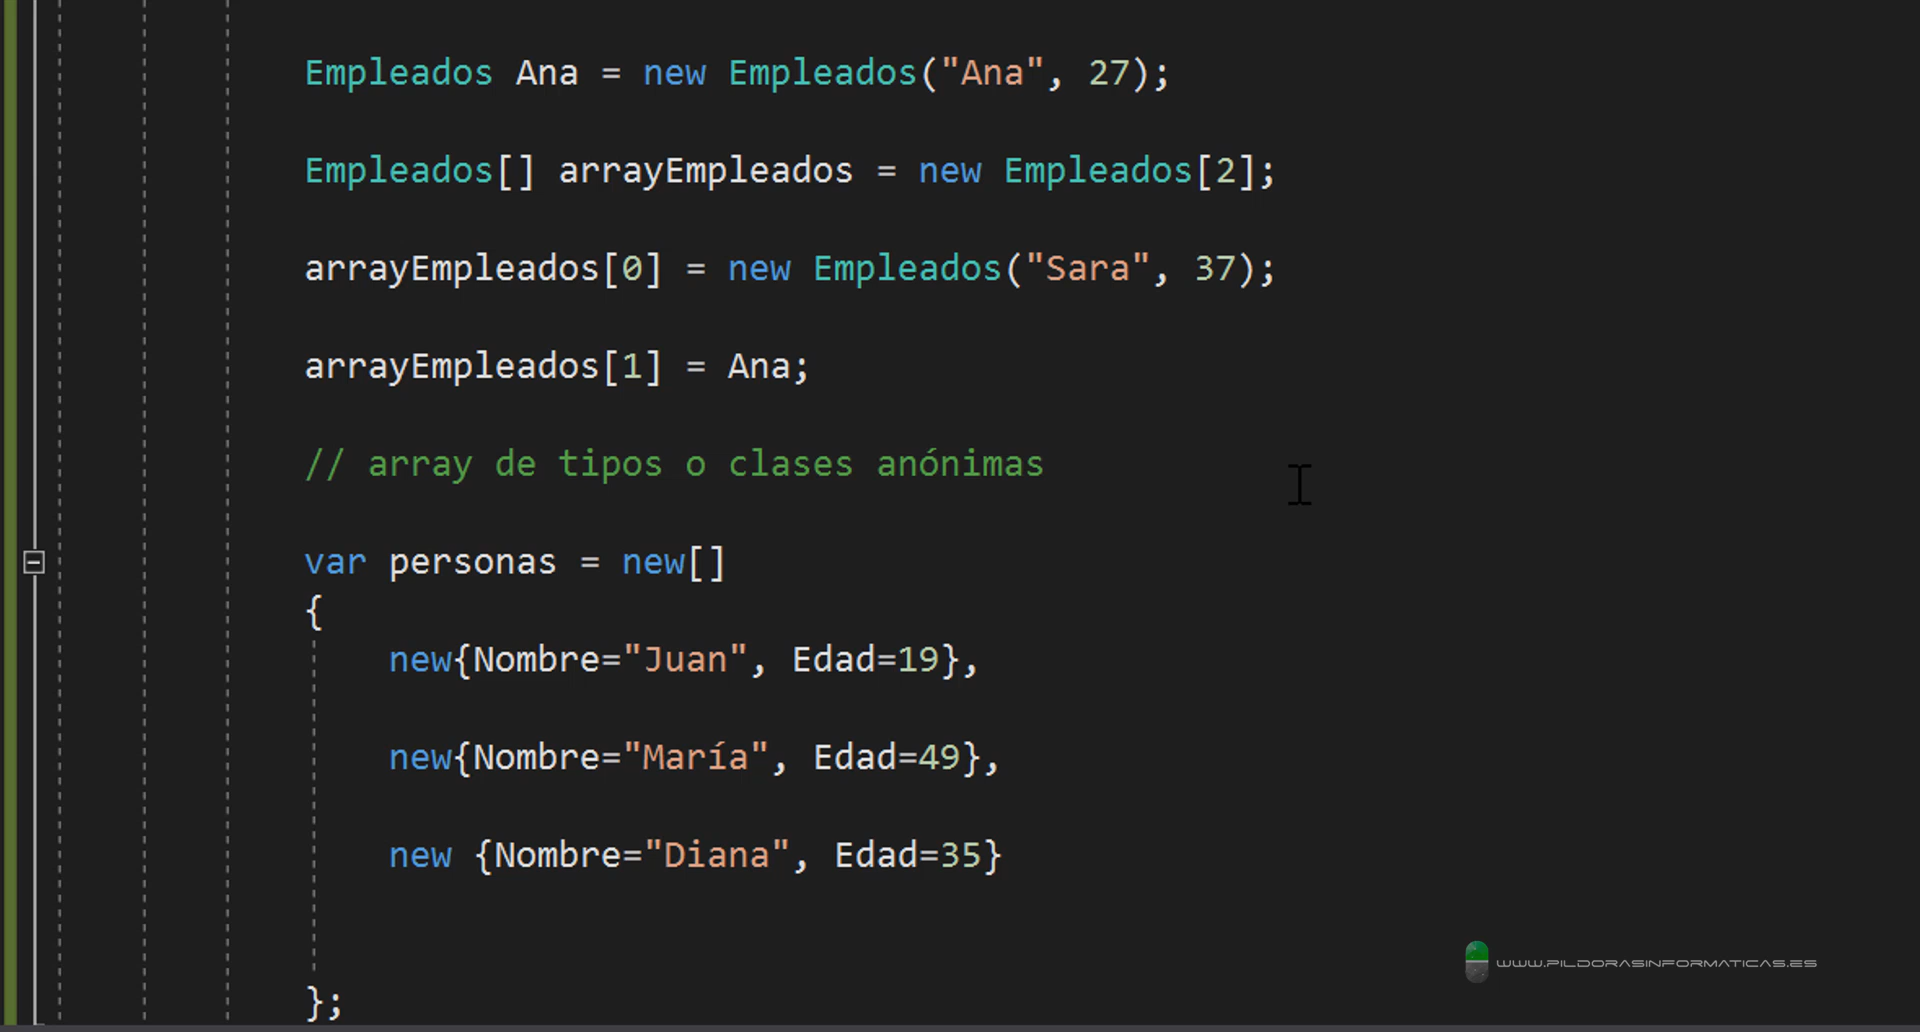 Empleados Ana = new Empleados("Ana", 27);
Empleados[] arrayEmpleados = new Empleados[2];
arrayEmpleados[0] = new Empleados("Sara", 37);
arrayEmpleados[1] = Ana;
// array de tipos o clases anónimas
var personas = new[]
{
new{Nombre="Juan", Edad=19},
new{Nombre="María", Edad=49},
new {Nombre="Diana", Edad=35}
};
WWW.PILDORASINFORMATICAS.ES